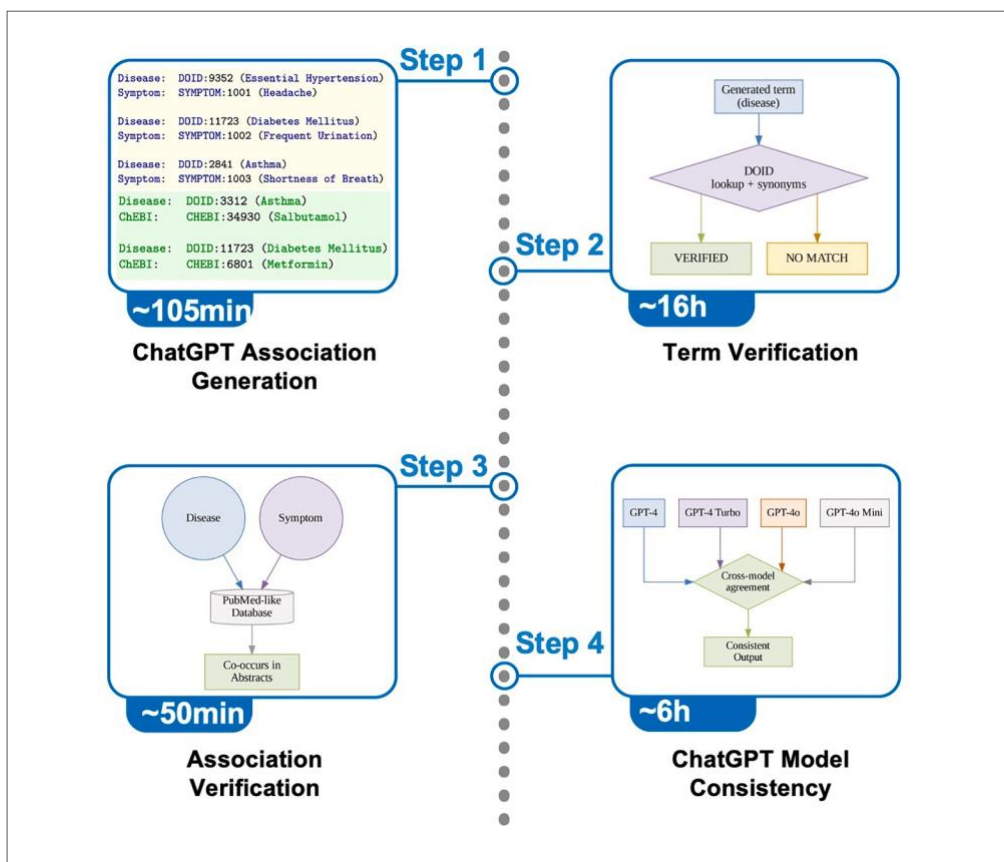 Step 1
Disease: DOID:9352 (Essential Hypertension)
Symptom: SYMPTOM:1001 (Headache)
Disease: DOID:11723 (Diabetes Mellitus)
Symptom: SYMPTOM:1002 (Frequent Urination)
Disease: DOID:2841 (Asthma)
Symptom: SYMPTOM:1003 (Shortness of Breath)
Disease: DOID:3312 (Asthma)
ChEBI: CHEBI:34930 (Salbutamol)
Disease: DOID:11723 (Diabetes Mellitus)
ChEBI: CHEBI:6801 (Metformin)
~105min
ChatGPT Association
Generation
Step 2
Generated term
(disease)
DOID
lookup + synonyms
VERIFIED
NO MATCH
~16h
Term Verification
Step 3
Disease
Symptom
PubMed-like
Database
Co-occurs in
Abstracts
~50min
Association
Verification
Step 4
GPT-4
GPT-4 Turbo
GPT-4o
GPT-4o Mini
Cross-model
agreement
Consistent
Output
~6h
ChatGPT Model
Consistency